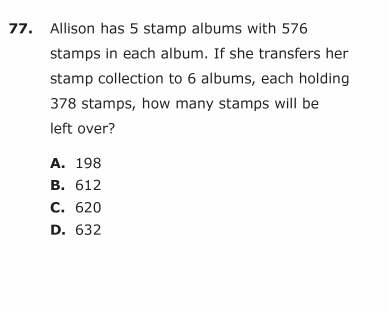 77. Allison has 5 stamp albums with 576
stamps in each album. If she transfers her
stamp collection to 6 albums, each holding
378 stamps, how many stamps will be
left over?
A. 198
B. 612
C. 620
D. 632